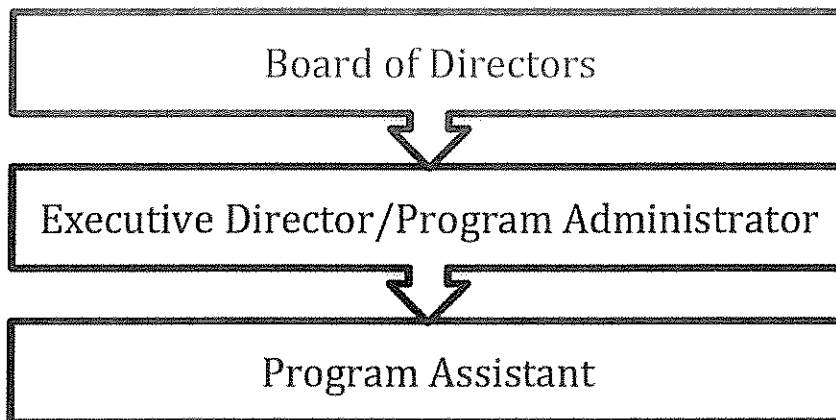 Board of Directors
Executive Director/Program Administrator
Program Assistant